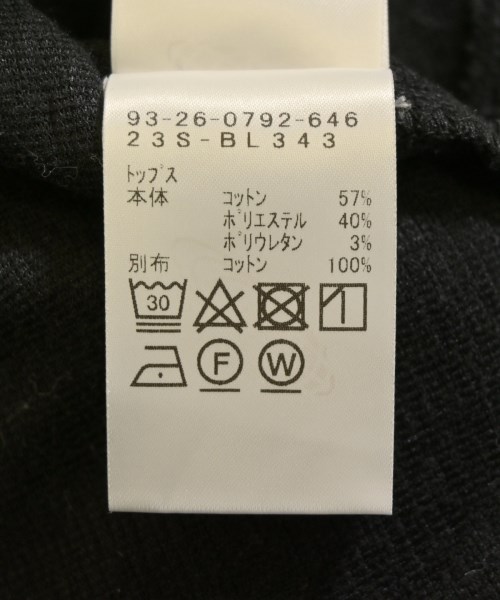 93-26-0792-646
23S-BL343
ﾄｯﾌﾟｽ
本体 ｺｯﾄﾝ 57%
ﾎﾟﾘｴｽﾃﾙ 40%
ﾎﾟﾘｳﾚﾀﾝ 3%
別布 ｺｯﾄﾝ 100%
30
F W